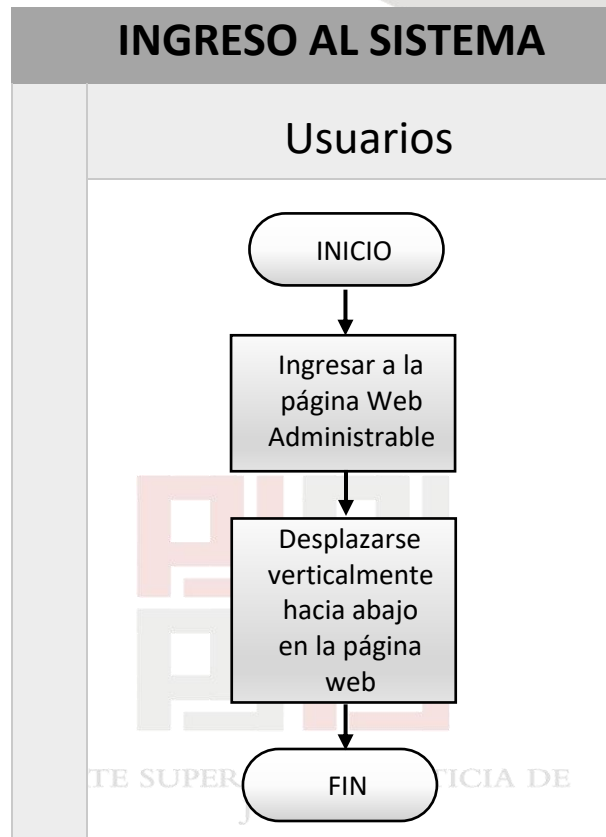 INGRESO AL SISTEMA
Usuarios
INICIO
Ingresar a la
página Web
Administrable
Desplazarse
verticalmente
hacia abajo
en la página
web
FIN
TE SUPER
TICIA DE